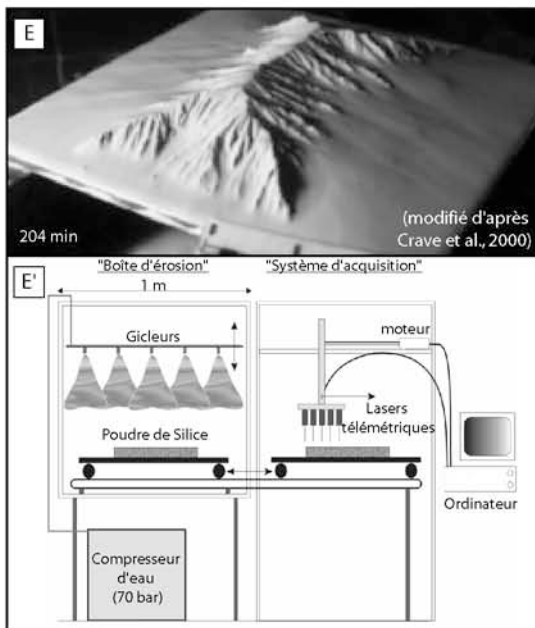 E
204 min
(modifié d'après
Crave et al., 2000)
E'
"Boîte d'érosion"
"Système d'acquisition"
1 m
Gicleurs
moteur
Lasers
télémétriques
Poudre de Silice
Ordinateur
Compresseur
d'eau
(70 bar)